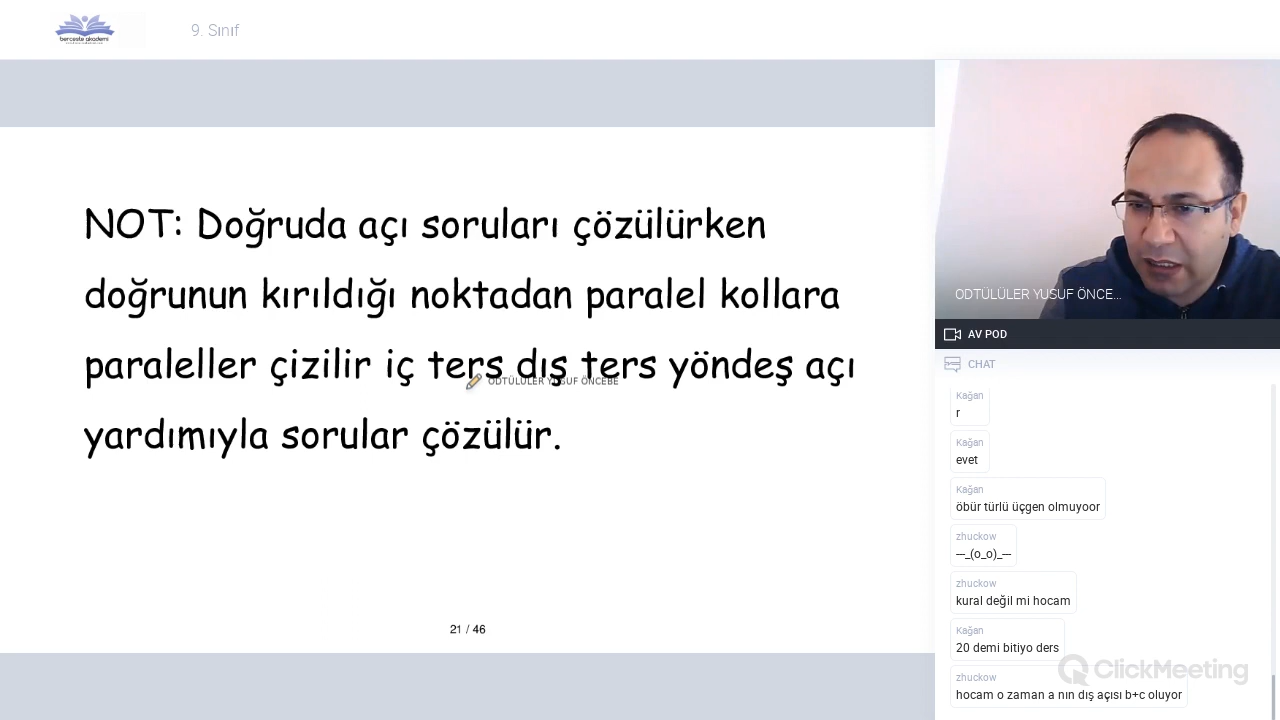 berceste akademi
9. Sınıf
NOT: Doğruda açı soruları çözülürken
doğrunun kırıldığı noktadan paralel kollara
paraleller çizilir iç ters dış ters yöndeş açı
ODTÜLÜLER YUSUF ÖNCEBE
yardımıyla sorular çözülür.
21 / 46
ODTÜLÜLER YUSUF ÖNCE...
AV POD
CHAT
Kağan
r
Kağan
evet
Kağan
öbür türlü üçgen olmuyoor
zhuckow
---_(o_o)_---
zhuckow
kural değil mi hocam
Kağan
20 demi bitiyo ders
zhuckow
hocam o zaman a nın dış açısı b+c oluyor
ClickMeeting